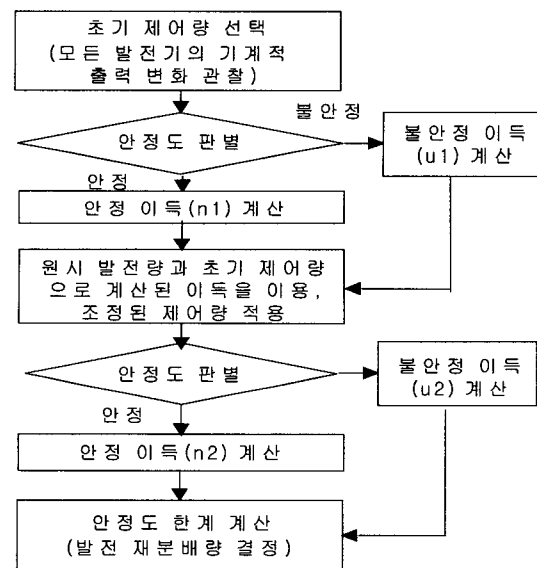 초기 제어량 선택
(모든 발전기의 기계적
출력 변화 관찰)
불안정
안정도 판별
불안정 이득
(u1) 계산
안정
안정 이득(n1) 계산
원시 발전량과 초기 제어량
으로 계산된 이득을 이용,
조정된 제어량 적용
안정도 판별
불안정 이득
(u2) 계산
안정
안정 이득(n2) 계산
안정도 한계 계산
(발전 재분배량 결정)